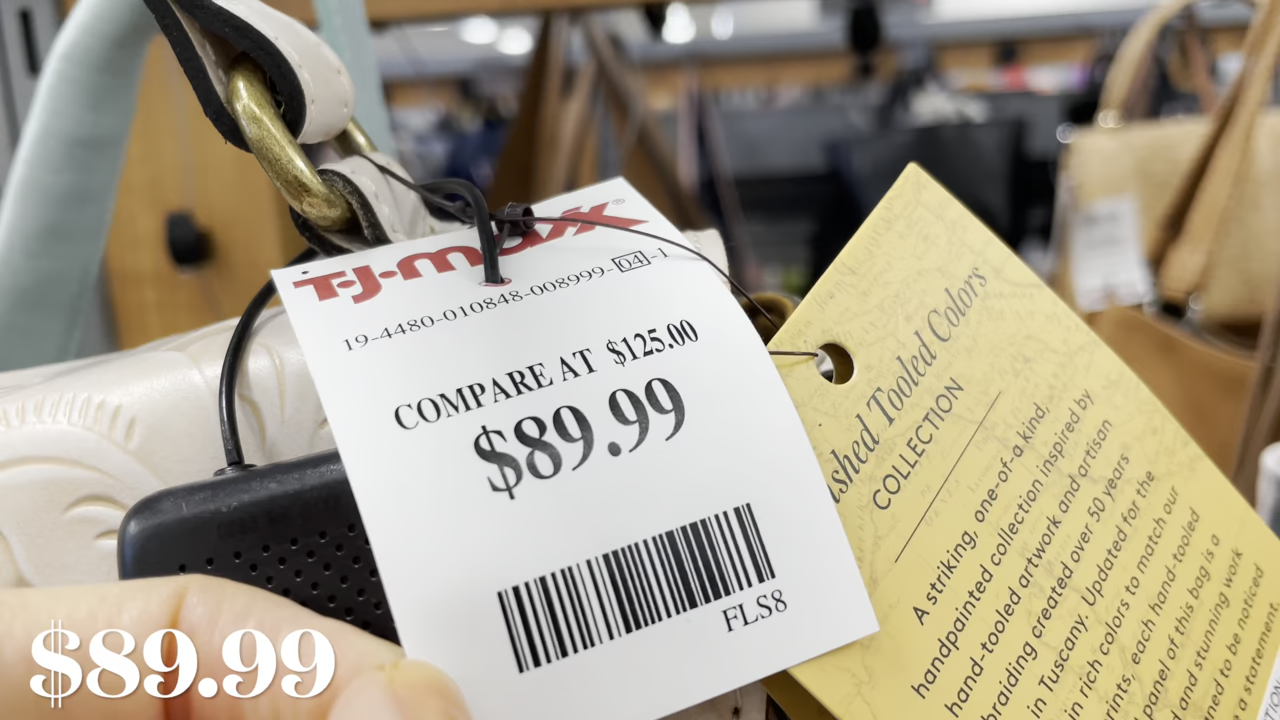 T·J·maxx®
19-4480-010848-008999-04-1
COMPARE AT $125.00
$89.99
FLS8
Tooled Colors
COLLECTION
A striking, one-of-a-kind,
handpainted collection inspired by
hand-tooled artwork and artisan
braiding created over 50 years
in Tuscany. Updated for the
in rich colors to match our
each hand-tooled
panel of this bag is a
and stunning work
to be noticed
a statement
$89.99